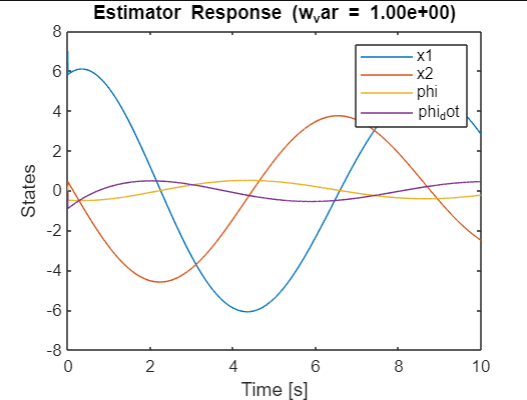 Estimator Response (w_var = 1.00e+00)
8
6
4
2
0
-2
-4
-6
-8
States
x1
x2
phi
phi_dot
0
2
4
6
8
10
Time [s]